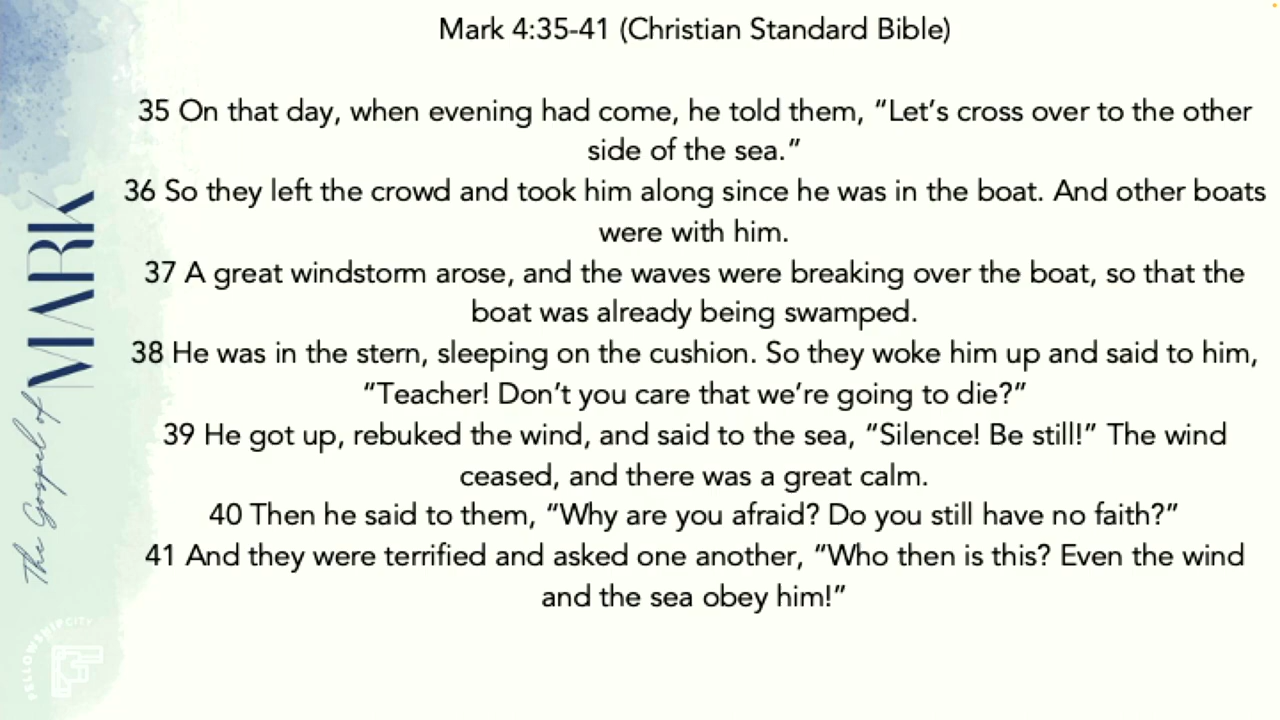 Mark 4:35-41 (Christian Standard Bible)
35 On that day, when evening had come, he told them, “Let’s cross over to the other
side of the sea.”
36 So they left the crowd and took him along since he was in the boat. And other boats
were with him.
37 A great windstorm arose, and the waves were breaking over the boat, so that the
boat was already being swamped.
38 He was in the stern, sleeping on the cushion. So they woke him up and said to him,
“Teacher! Don’t you care that we’re going to die?”
39 He got up, rebuked the wind, and said to the sea, “Silence! Be still!” The wind
ceased, and there was a great calm.
40 Then he said to them, “Why are you afraid? Do you still have no faith?”
41 And they were terrified and asked one another, “Who then is this? Even the wind
and the sea obey him!”
The Gospel of
MARK
FELLOWSHIP CITY